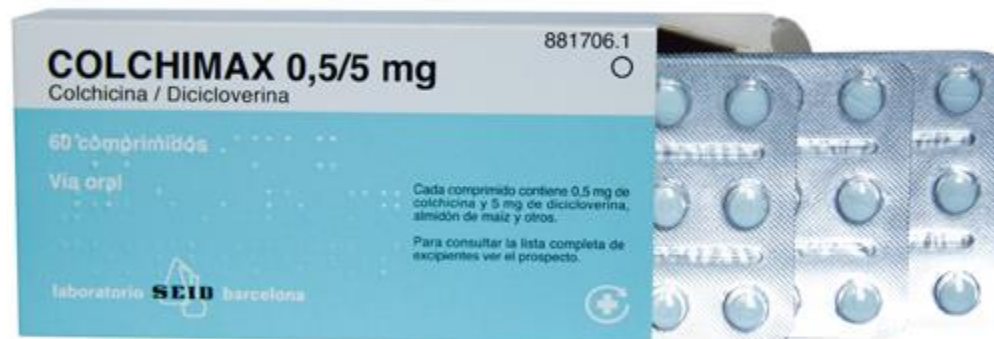 COLCHIMAX 0,5/5 mg
Colchicina / Dicicloverina
881706.1
60 comprimidos
Vía oral
Cada comprimido contiene 0,5 mg de
colchicina y 5 mg de dicicloverina,
almidón de maíz y otros.
Para consultar la lista completa de
excipientes ver el prospecto.
laboratorio SEID barcelona